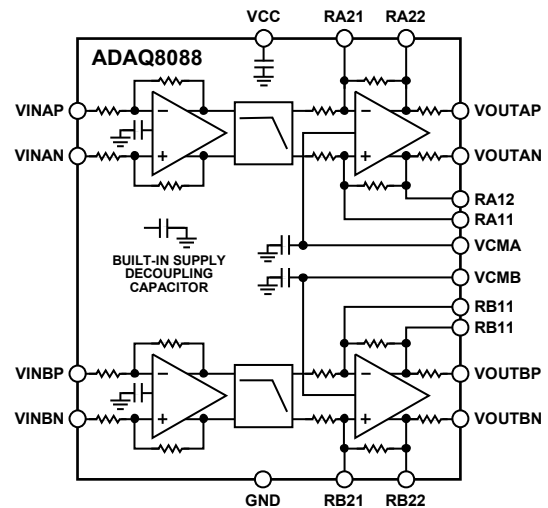 VCC RA21 RA22
ADAQ8088
VINAP
VOUTAP
VINAN
VOUTAN
RA12
RA11
VCMA
BUILT-IN SUPPLY
DECOUPLING
CAPACITOR
VCMB
RB11
RB11
VINBP
VOUTBP
VINBN
VOUTBN
GND RB21 RB22